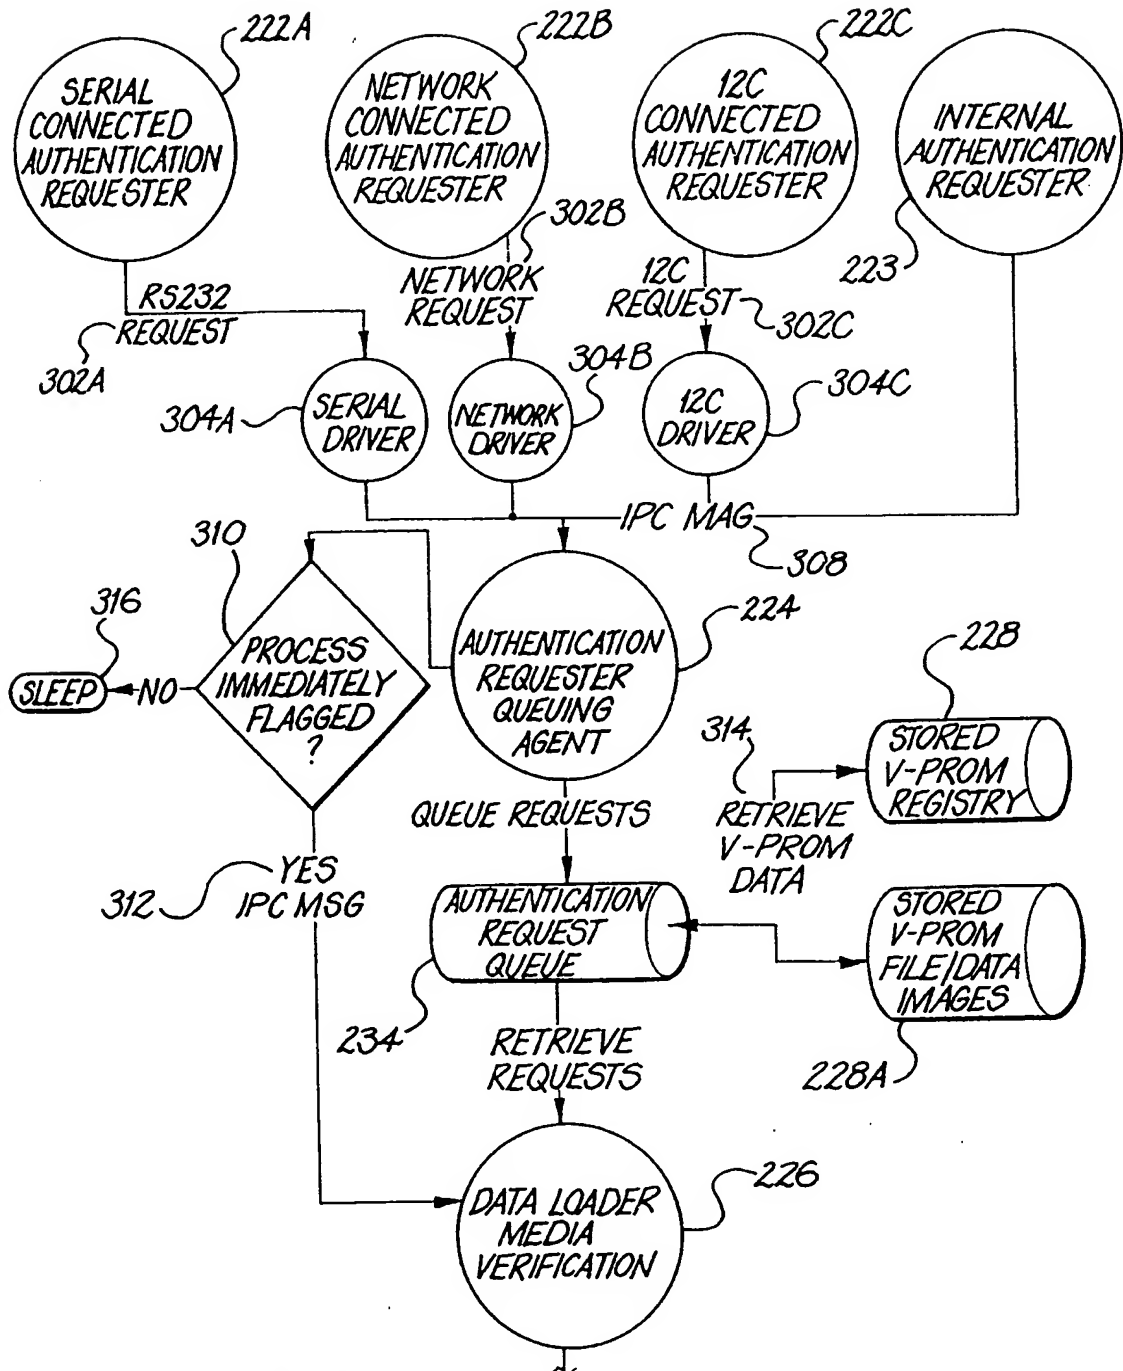 222A
222B
222C
SERIAL
CONNECTED
AUTHENTICATION
REQUESTER
NETWORK
CONNECTED
AUTHENTICATION
REQUESTER
12C
CONNECTED
AUTHENTICATION
REQUESTER
INTERNAL
AUTHENTICATION
REQUESTER
223
RS232
REQUEST
302A
302B
NETWORK
REQUEST
12C
REQUEST
302C
304A
SERIAL
DRIVER
304B
NETWORK
DRIVER
304C
12C
DRIVER
IPC MAG
308
310
316
SLEEP
NO
PROCESS
IMMEDIATELY
FLAGGED
?
AUTHENTICATION
REQUESTER
QUEUING
AGENT
224
228
STORED
V-PROM
REGISTRY
314
RETRIEVE
V-PROM
DATA
QUEUE REQUESTS
312
YES
IPC MSG
AUTHENTICATION
REQUEST
QUEUE
234
STORED
V-PROM
FILE/DATA
IMAGES
228A
RETRIEVE
REQUESTS
226
DATA LOADER
MEDIA
VERIFICATION